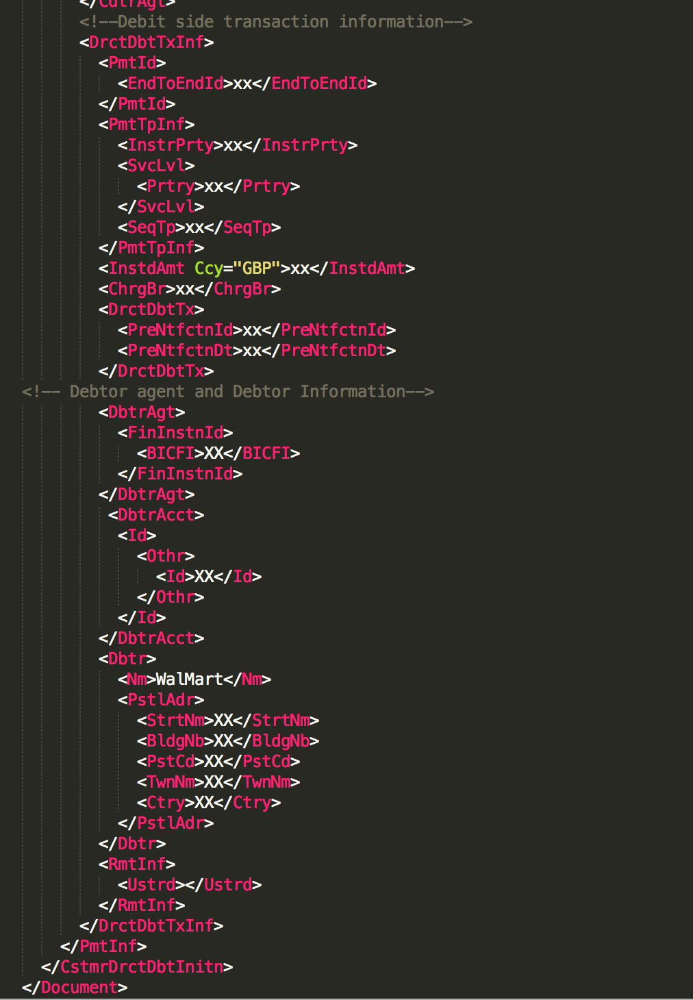 </CdtrAgt>
<!--Debit side transaction information-->
<DrctDbtTxInf>
<PmtId>
<EndToEndId>xx</EndToEndId>
</PmtId>
<PmtTpInf>
<InstrPrty>xx</InstrPrty>
<SvcLvl>
<Prtry>xx</Prtry>
</SvcLvl>
<SeqTp>xx</SeqTp>
</PmtTpInf>
<InstdAmt Ccy="GBP">xx</InstdAmt>
<ChrgBr>xx</ChrgBr>
<DrctDbtTx>
<PreNtfctnId>xx</PreNtfctnId>
<PreNtfctnDt>xx</PreNtfctnDt>
</DrctDbtTx>
<!-- Debtor agent and Debtor Information-->
<DbtrAgt>
<FinInstnId>
<BICFI>XX</BICFI>
</FinInstnId>
</DbtrAgt>
<DbtrAcct>
<Id>
<Othr>
<Id>XX</Id>
</Othr>
</Id>
</DbtrAcct>
<Dbtr>
<Nm>WalMart</Nm>
<PstlAdr>
<StrtNm>XX</StrtNm>
<BldgNb>XX</BldgNb>
<PstCd>XX</PstCd>
<TwnNm>XX</TwnNm>
<Ctry>XX</Ctry>
</PstlAdr>
</Dbtr>
<RmtInf>
<Ustrd></Ustrd>
</RmtInf>
</DrctDbtTxInf>
</PmtInf>
</CstmrDrctDbtInitn>
</Document>